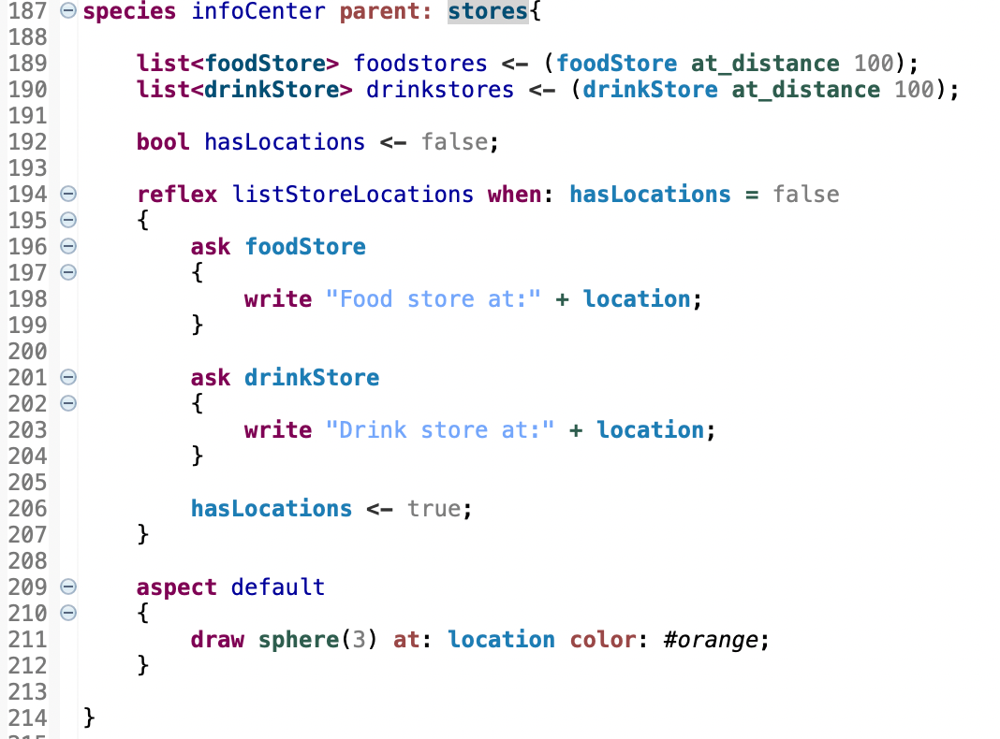 187 species infoCenter parent: stores{
188
189 list<foodStore> foodstores <- (foodStore at_distance 100);
190 list<drinkStore> drinkstores <- (drinkStore at_distance 100);
191
192 bool hasLocations <- false;
193
194 reflex listStoreLocations when: hasLocations = false
195 {
196 ask foodStore
197 {
198 write "Food store at:" + location;
199 }
200
201 ask drinkStore
202 {
203 write "Drink store at:" + location;
204 }
205
206 hasLocations <- true;
207 }
208
209 aspect default
210 {
211 draw sphere(3) at: location color: #orange;
212 }
213
214 }